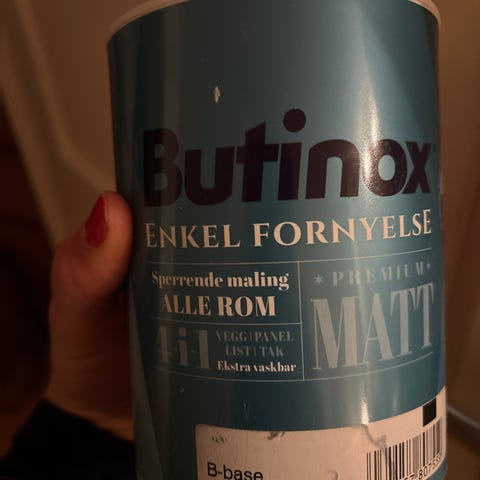 Butinox
ENKEL FORNYELSE
Sperrende maling
ALLE ROM
4-i-1
VEGG|PANEL
LIST|TAK
Ekstra vaskbar
* PREMIUM *
MATT
B-base